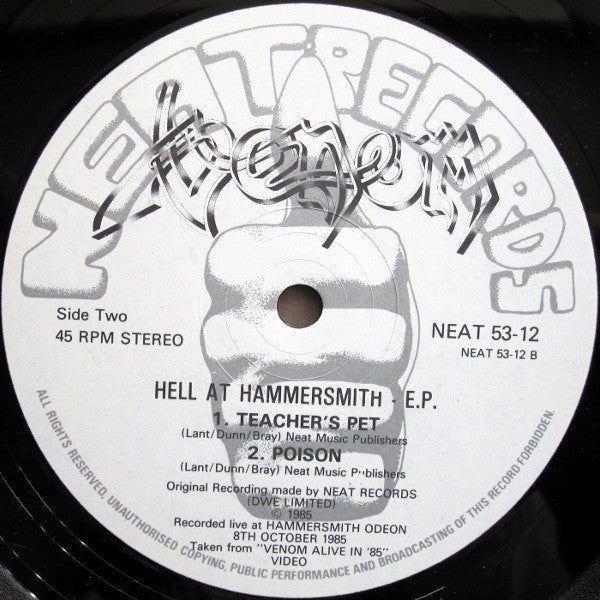 NEAT RECORDS
Venom
Side Two
45 RPM STEREO
NEAT 53-12
NEAT 53-12 B
HELL AT HAMMERSMITH - E.P.
1. TEACHER'S PET
(Lant/Dunn/Bray) Neat Music Publishers
2. POISON
(Lant/Dunn/Bray) Neat Music Publishers
Original Recording made by NEAT RECORDS
(DWE LIMITED)
© 1985
Recorded live at HAMMERSMITH ODEON
8TH OCTOBER 1985
Taken from "VENOM ALIVE IN '85"
VIDEO
ALL RIGHTS RESERVED. UNAUTHORISED COPYING, PUBLIC PERFORMANCE AND BROADCASTING OF THIS RECORD FORBIDDEN.